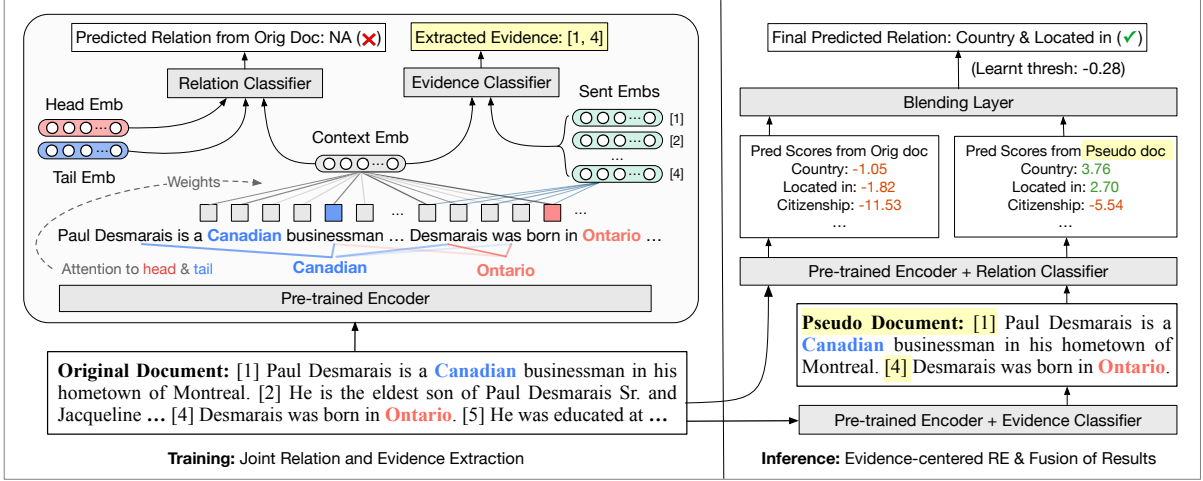 Predicted Relation from Orig Doc: NA (✗)
Extracted Evidence: [1, 4]
Relation Classifier
Evidence Classifier
Head Emb
Tail Emb
Context Emb
Sent Embs
[1]
[2]
...
[4]
Weights
...
...
Paul Desmarais is a Canadian businessman ... Desmarais was born in Ontario ...
Attention to head & tail
Canadian
Ontario
Pre-trained Encoder
Original Document: [1] Paul Desmarais is a Canadian businessman in his
hometown of Montreal. [2] He is the eldest son of Paul Desmarais Sr. and
Jacqueline ... [4] Desmarais was born in Ontario. [5] He was educated at ...
Training: Joint Relation and Evidence Extraction
Final Predicted Relation: Country & Located in (✓)
(Learnt thresh: -0.28)
Blending Layer
Pred Scores from Orig doc
Country: -1.05
Located in: -1.82
Citizenship: -11.53
...
Pred Scores from Pseudo doc
Country: 3.76
Located in: 2.70
Citizenship: -5.54
...
Pre-trained Encoder + Relation Classifier
Pseudo Document: [1] Paul Desmarais is a
Canadian businessman in his hometown of
Montreal. [4] Desmarais was born in Ontario.
Pre-trained Encoder + Evidence Classifier
Inference: Evidence-centered RE & Fusion of Results